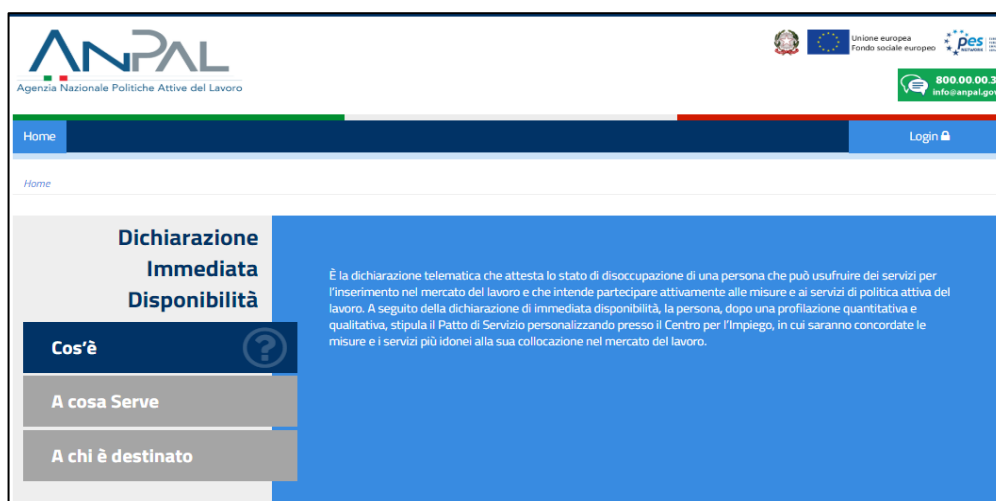 ANPAL
Agenzia Nazionale Politiche Attive del Lavoro
Unione europea
Fondo sociale europeo
pes
NETWORK
800.00.00.3
info@anpal.gov
Home
Login
Home
Dichiarazione
Immediata
Disponibilità
È la dichiarazione telematica che attesta lo stato di disoccupazione di una persona che può usufruire dei servizi per
l'inserimento nel mercato del lavoro e che intende partecipare attivamente alle misure e ai servizi di politica attiva del
lavoro. A seguito della dichiarazione di immediata disponibilità, la persona, dopo una profilazione quantitativa e
qualitativa, stipula il Patto di Servizio personalizzando presso il Centro per l'Impiego, in cui saranno concordate le
misure e i servizi più idonei alla sua collocazione nel mercato del lavoro.
Cos'è
A cosa Serve
A chi è destinato